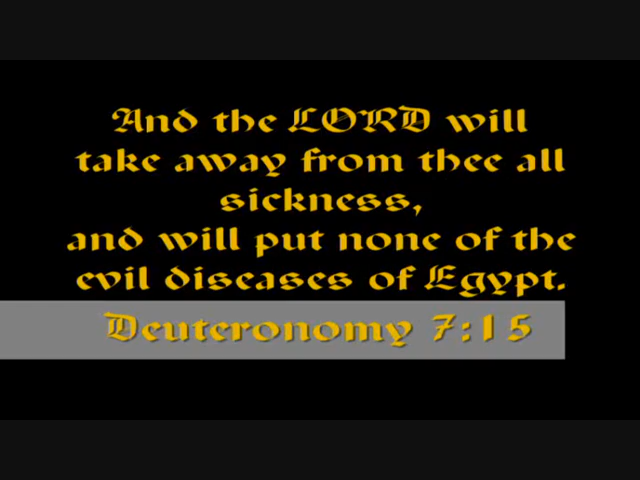 And the LORD will
take away from thee all
sickness,
and will put none of the
evil diseases of Egypt.
Deuteronomy 7:15